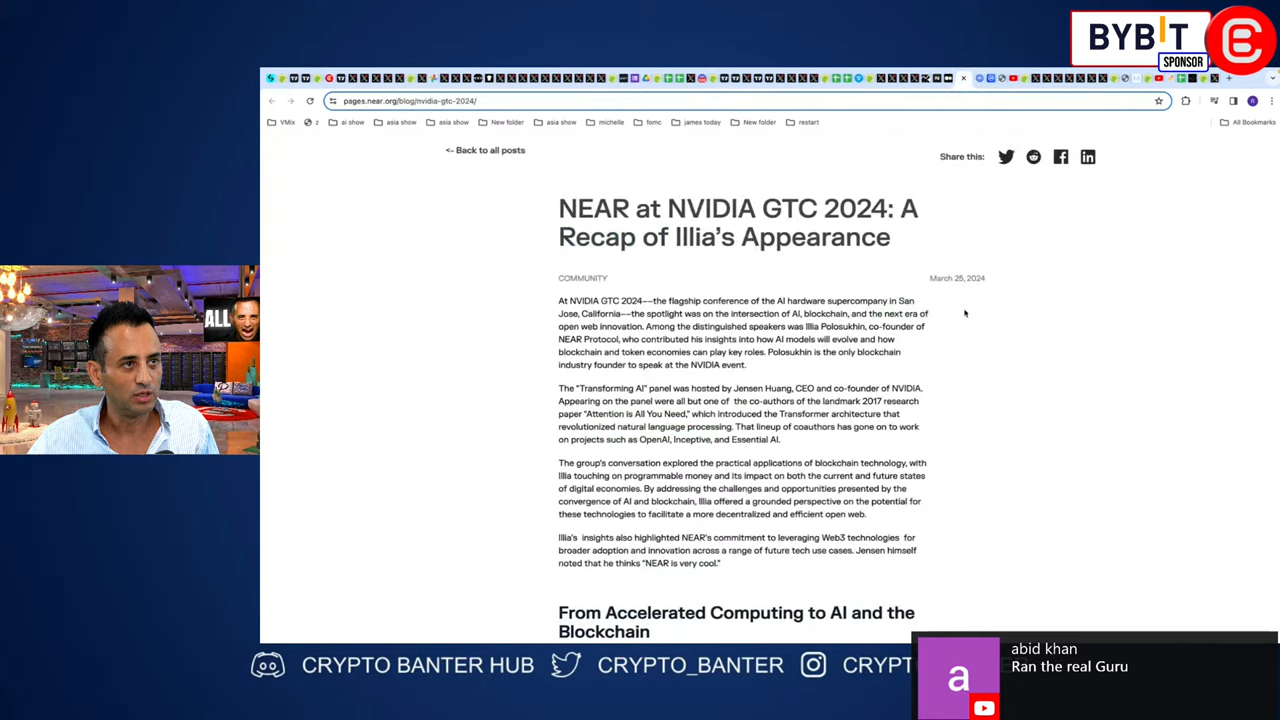 BYBIT
SPONSOR
pages.near.org/blog/nvidia-gtc-2024/
VMix
z
ai show
asia show
asia show
New folder
asia show
michelle
fomc
james today
New folder
restart
All Bookmarks
<- Back to all posts
Share this:
NEAR at NVIDIA GTC 2024: A
Recap of Illia's Appearance
COMMUNITY
March 25, 2024
At NVIDIA GTC 2024––the flagship conference of the AI hardware supercompany in San
Jose, California––the spotlight was on the intersection of AI, blockchain, and the next era of
open web innovation. Among the distinguished speakers was Illia Polosukhin, co-founder of
NEAR Protocol, who contributed his insights into how AI models will evolve and how
blockchain and token economies can play key roles. Polosukhin is the only blockchain
industry founder to speak at the NVIDIA event.
The "Transforming AI" panel was hosted by Jensen Huang, CEO and co-founder of NVIDIA.
Appearing on the panel were all but one of the co-authors of the landmark 2017 research
paper "Attention is All You Need," which introduced the Transformer architecture that
revolutionized natural language processing. That lineup of coauthors has gone on to work
on projects such as OpenAI, Inceptive, and Essential AI.
The group's conversation explored the practical applications of blockchain technology, with
Illia touching on programmable money and its impact on both the current and future states
of digital economies. By addressing the challenges and opportunities presented by the
convergence of AI and blockchain, Illia offered a grounded perspective on the potential for
these technologies to facilitate a more decentralized and efficient open web.
Illia's insights also highlighted NEAR's commitment to leveraging Web3 technologies for
broader adoption and innovation across a range of future tech use cases. Jensen himself
noted that he thinks "NEAR is very cool."
From Accelerated Computing to AI and the
Blockchain
ALL
CRYPTO BANTER HUB
CRYPTO_BANTER
CRYPT
a
abid khan
Ran the real Guru